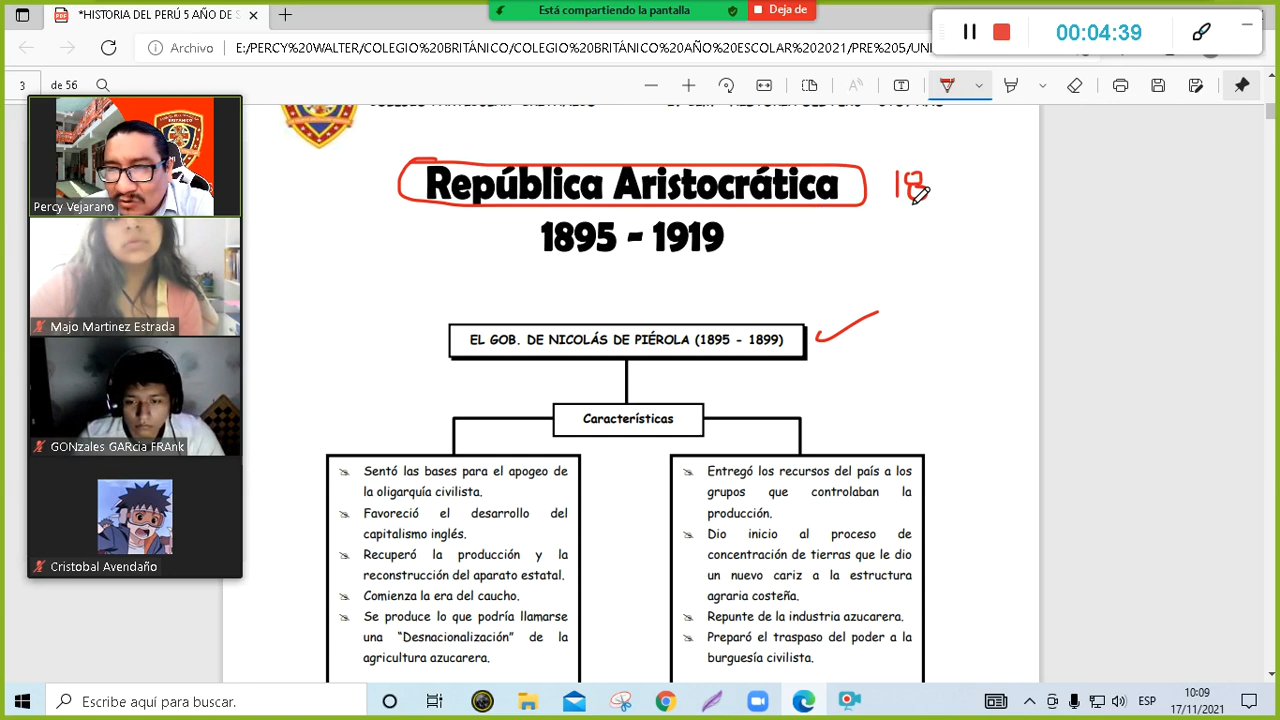 *HISTORIA DEL PERÚ 5 AÑO DE S
Está compartiendo la pantalla
Deja de
00:04:39
Archivo
E:/PERCY%20WALTER/COLEGIO%20BRITÁNICO/COLEGIO%20BRITÁNICO%20AÑO%20ESCOLAR%202021/PRE%205/UNI
3 de 56
República Aristocrática
18
1895 - 1919
Percy Vejarano
Majo Martinez Estrada
GONzales GARcia FRAnk
Cristobal Avendaño
EL GOB. DE NICOLÁS DE PIÉROLA (1895 - 1899)
Características
Sentó las bases para el apogeo de
la oligarquía civilista.
Favoreció el desarrollo del
capitalismo inglés.
Recuperó la producción y la
reconstrucción del aparato estatal.
Comienza la era del caucho.
Se produce lo que podría llamarse
una “Desnacionalización” de la
agricultura azucarera.
Entregó los recursos del país a los
grupos que controlaban la
producción.
Dio inicio al proceso de
concentración de tierras que le dio
un nuevo cariz a la estructura
agraria costeña.
Repunte de la industria azucarera.
Preparó el traspaso del poder a la
burguesía civilista.
Escribe aquí para buscar.
ESP
10:09
17/11/2021